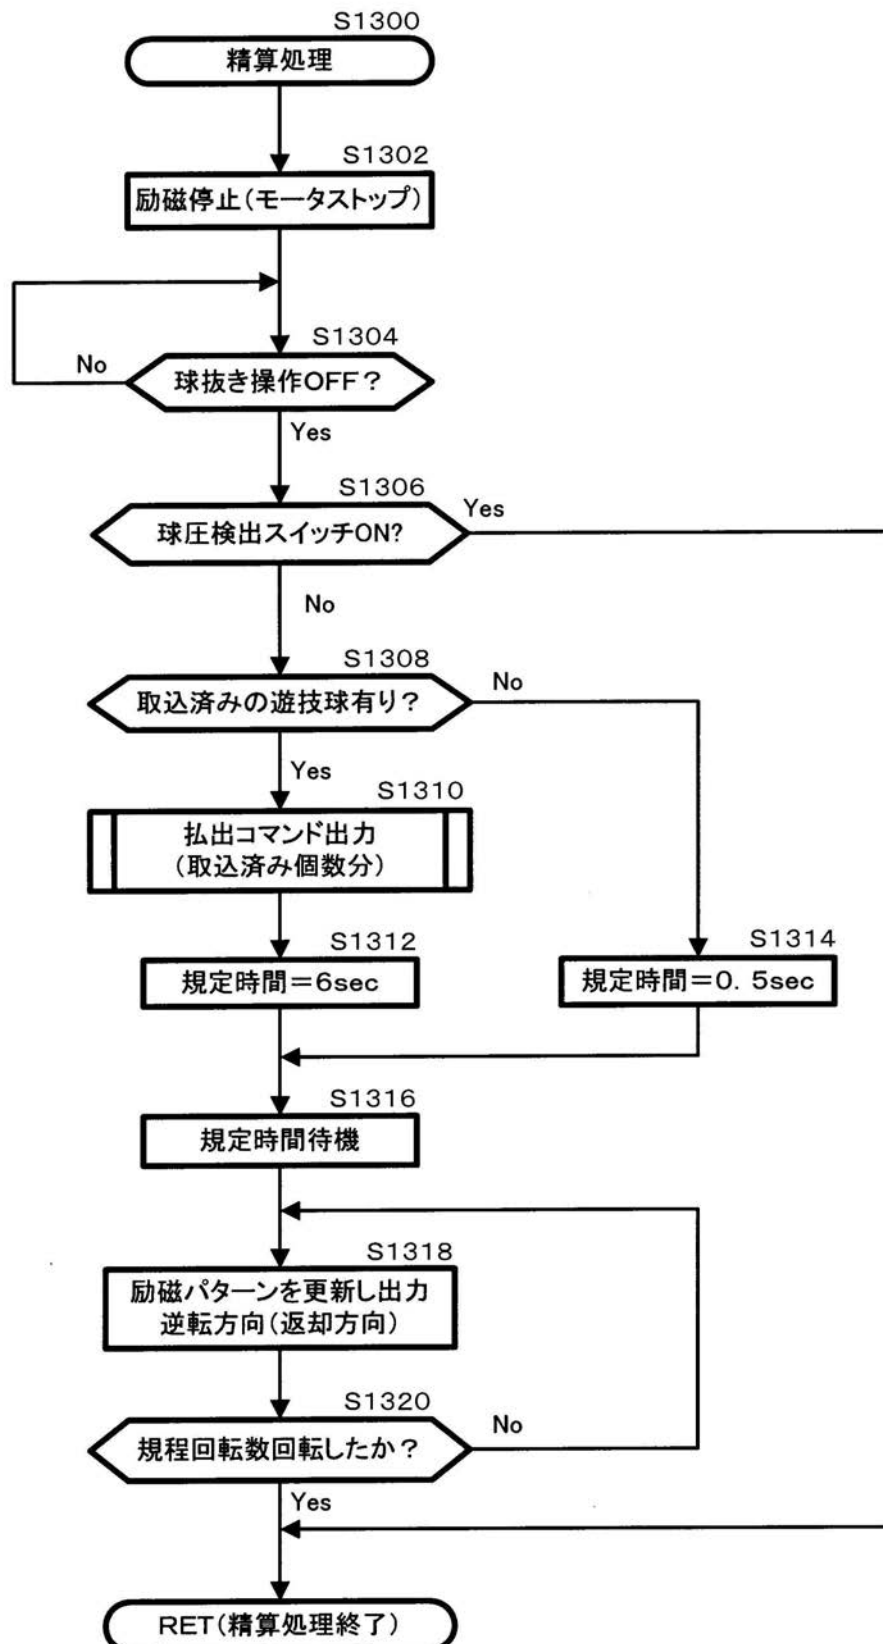 S1300
精算処理
S1302
励磁停止(モータストップ)
S1304
No
球抜き操作OFF?
Yes
S1306
Yes
球圧検出スイッチON?
No
S1308
No
取込済みの遊技球有り?
Yes
S1310
払出コマンド出力
(取込済み個数分)
S1312
S1314
規定時間=6sec
規定時間=0.5sec
S1316
規定時間待機
S1318
励磁パターンを更新し出力
逆転方向(返却方向)
S1320
No
規程回転数回転したか?
Yes
RET(精算処理終了)